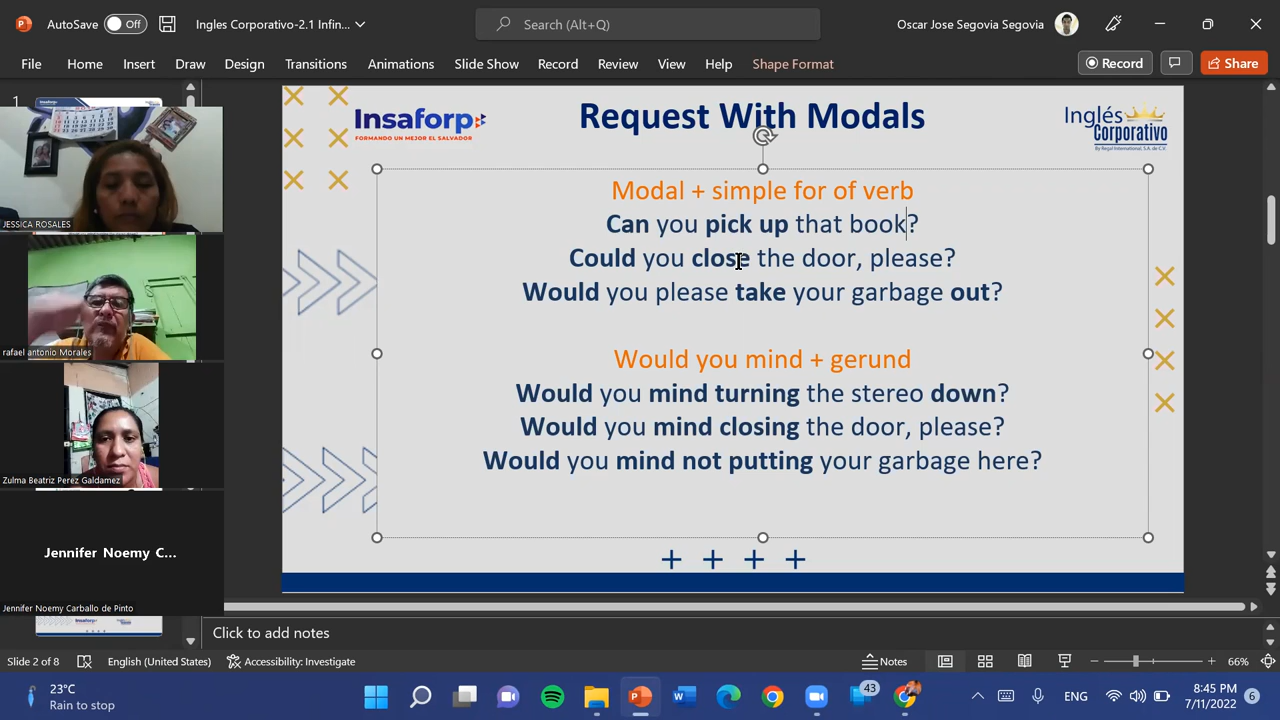 AutoSave Off Ingles Corporativo-2.1 Infin... Search (Alt+Q) Oscar Jose Segovia Segovia
File Home Insert Draw Design Transitions Animations Slide Show Record Review View Help Shape Format Record Share
1
Insaforp
FORMANDO UN MEJOR EL SALVADOR
Request With Modals
Inglés
Corporativo
By Regal International, S.A. de C.V.
Modal + simple for of verb
Can you pick up that book?
Could you close the door, please?
Would you please take your garbage out?
Would you mind + gerund
Would you mind turning the stereo down?
Would you mind closing the door, please?
Would you mind not putting your garbage here?
+ + + +
JESSICA ROSALES
rafael antonio Morales
Zulma Beatriz Perez Galdamez
Jennifer Noemy C...
Jennifer Noemy Carballo de Pinto
Click to add notes
Slide 2 of 8 English (United States) Accessibility: Investigate Notes 66%
23°C
Rain to stop
43
ENG
8:45 PM
7/11/2022
6